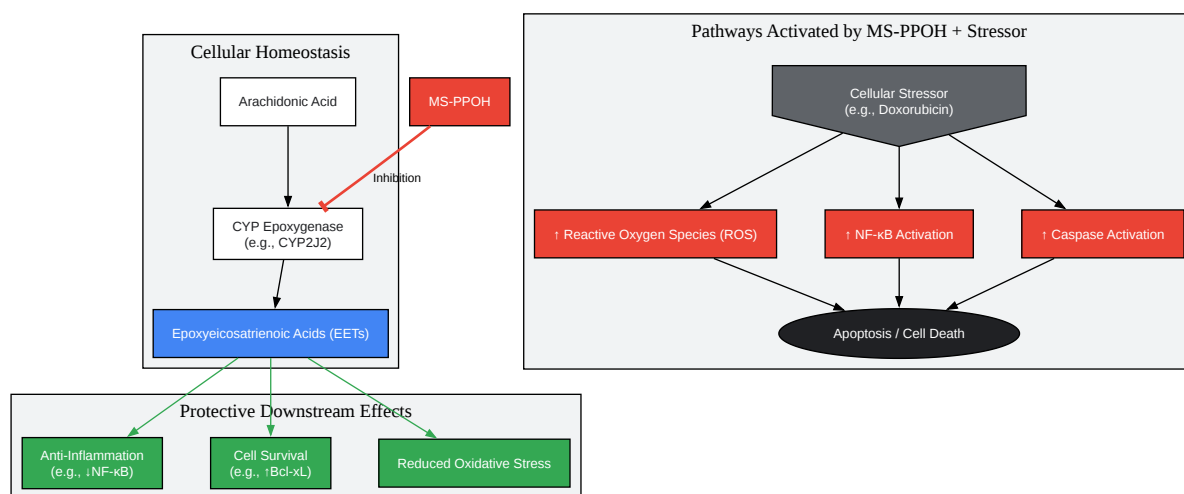 Cellular Homeostasis
Arachidonic Acid
MS-PPOH
Inhibition
CYP Epoxygenase
(e.g., CYP2J2)
Epoxyeicosatrienoic Acids (EETs)
Protective Downstream Effects
Anti-Inflammation
(e.g., ↓NF-κB)
Cell Survival
(e.g., ↑Bcl-xL)
Reduced Oxidative Stress
Pathways Activated by MS-PPOH + Stressor
Cellular Stressor
(e.g., Doxorubicin)
↑ Reactive Oxygen Species (ROS)
↑ NF-κB Activation
↑ Caspase Activation
Apoptosis / Cell Death